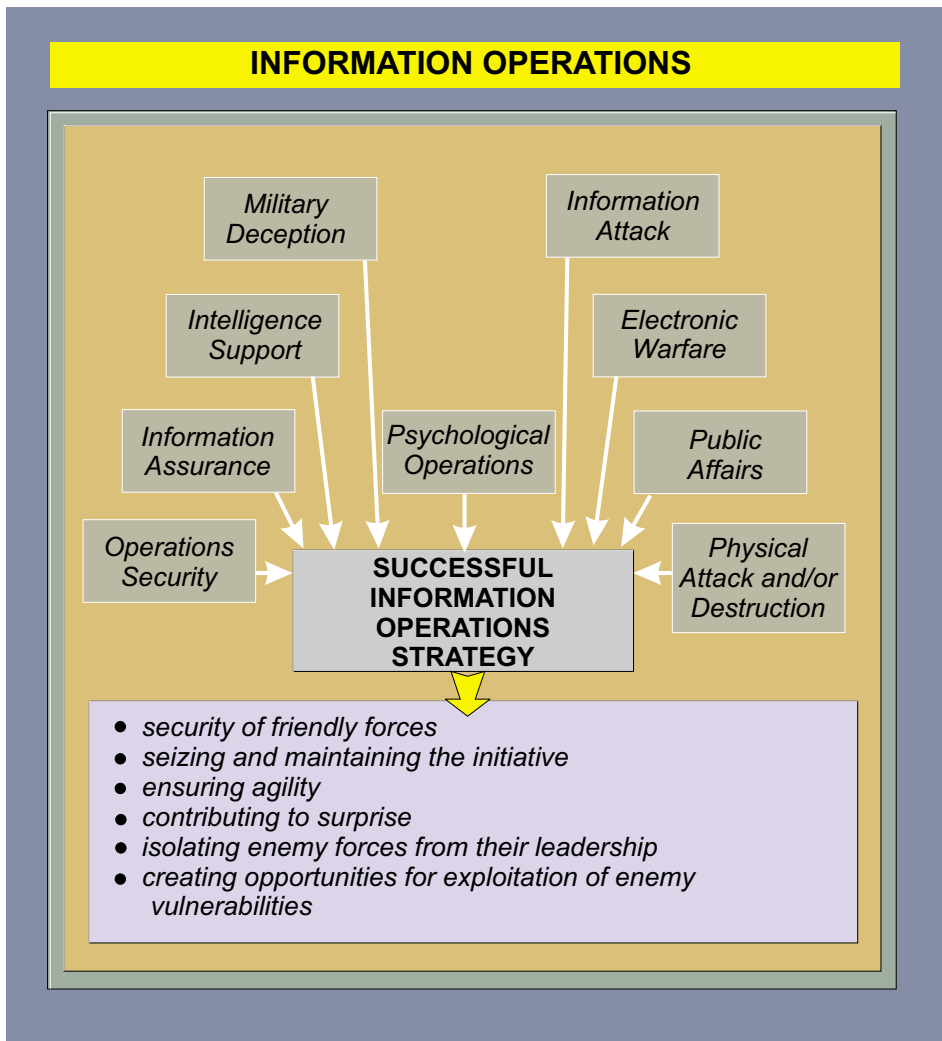 INFORMATION OPERATIONS
Military
Deception
Information
Attack
Intelligence
Support
Electronic
Warfare
Information
Assurance
Psychological
Operations
Public
Affairs
Operations
Security
Physical
Attack and/or
Destruction
SUCCESSFUL
INFORMATION
OPERATIONS
STRATEGY
• security of friendly forces
• seizing and maintaining the initiative
• ensuring agility
• contributing to surprise
• isolating enemy forces from their leadership
• creating opportunities for exploitation of enemy
vulnerabilities